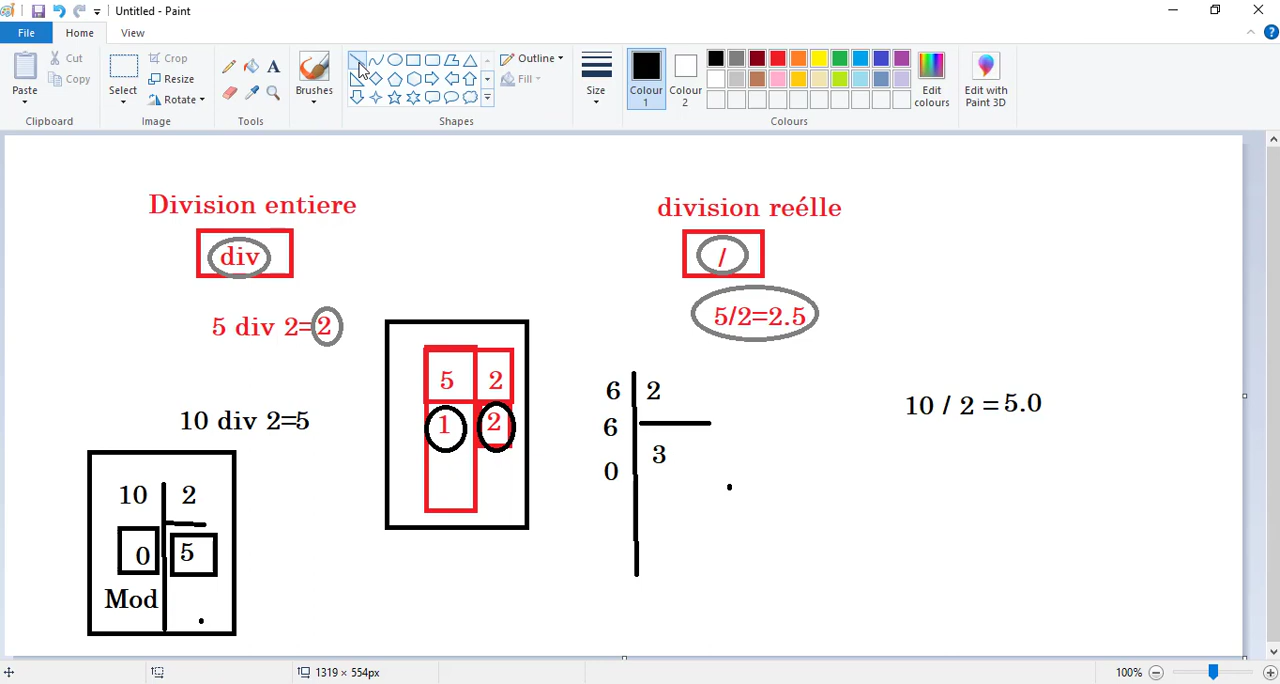 Untitled - Paint
File Home View
Paste
Cut
Copy
Clipboard
Select
Crop
Resize
Rotate
Image
A
Tools
Brushes
Shapes
Outline
Fill
Size
Colour 1
Colour 2
Edit colours
Colours
Edit with Paint 3D
Division entiere
div
5 div 2=2
10 div 2=5
10 2
0 5
Mod
5 2
1 2
division reélle
/
5/2=2.5
6 2
6
3
0
10 / 2 =5.0
1319 × 554px
100%